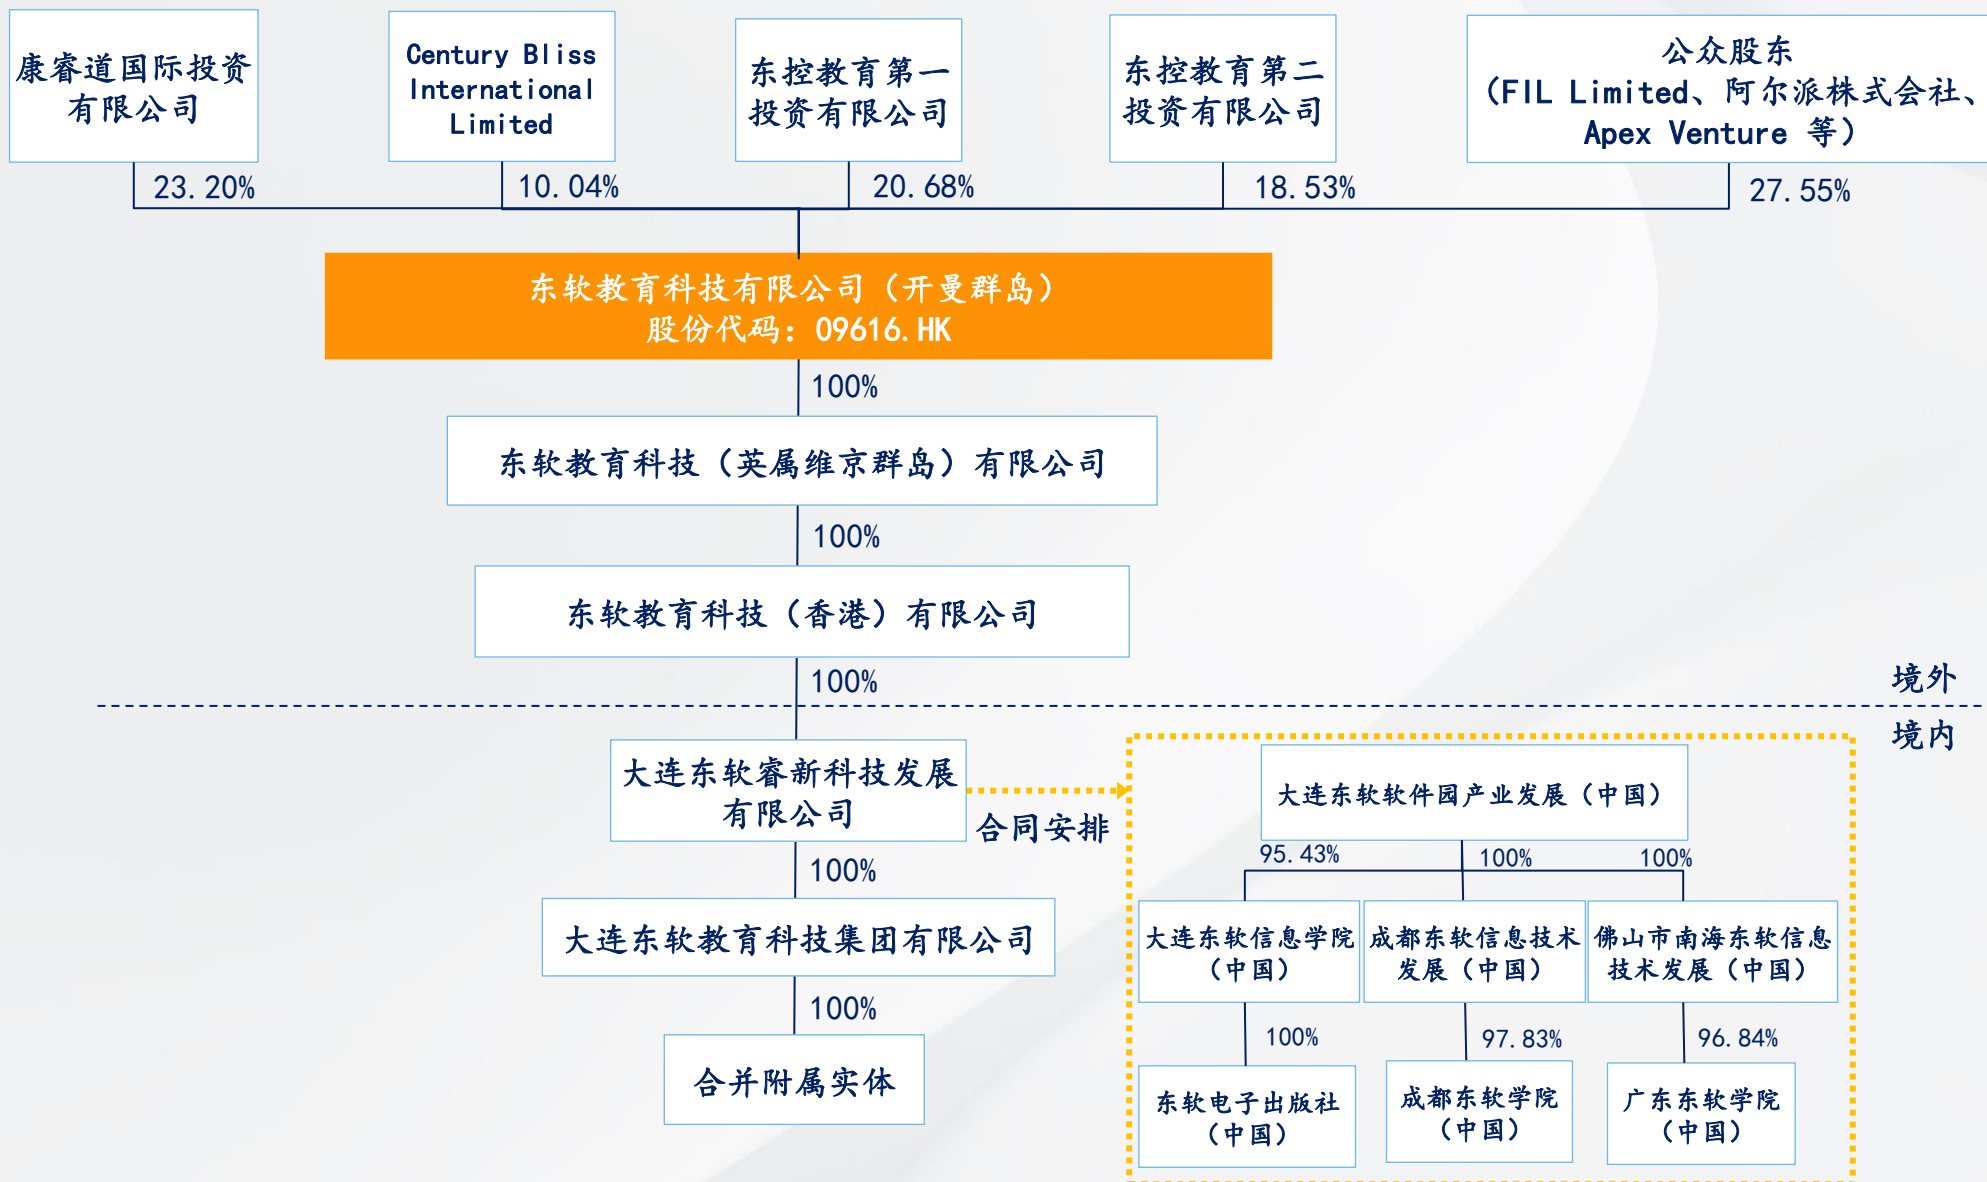 康睿道国际投资
有限公司
Century Bliss
International
Limited
东控教育第一
投资有限公司
东控教育第二
投资有限公司
公众股东
（FIL Limited、阿尔派株式会社、
Apex Venture 等）
23.20%
10.04%
20.68%
18.53%
27.55%
东软教育科技有限公司（开曼群岛）
股份代码：09616.HK
100%
东软教育科技（英属维京群岛）有限公司
100%
东软教育科技（香港）有限公司
100%
境外
境内
大连东软睿新科技发展
有限公司
合同安排
大连东软软件园产业发展（中国）
95.43%
100%
100%
100%
大连东软教育科技集团有限公司
大连东软信息学院
（中国）
成都东软信息技术
发展（中国）
佛山市南海东软信息
技术发展（中国）
100%
100%
97.83%
96.84%
合并附属实体
东软电子出版社
（中国）
成都东软学院
（中国）
广东东软学院
（中国）